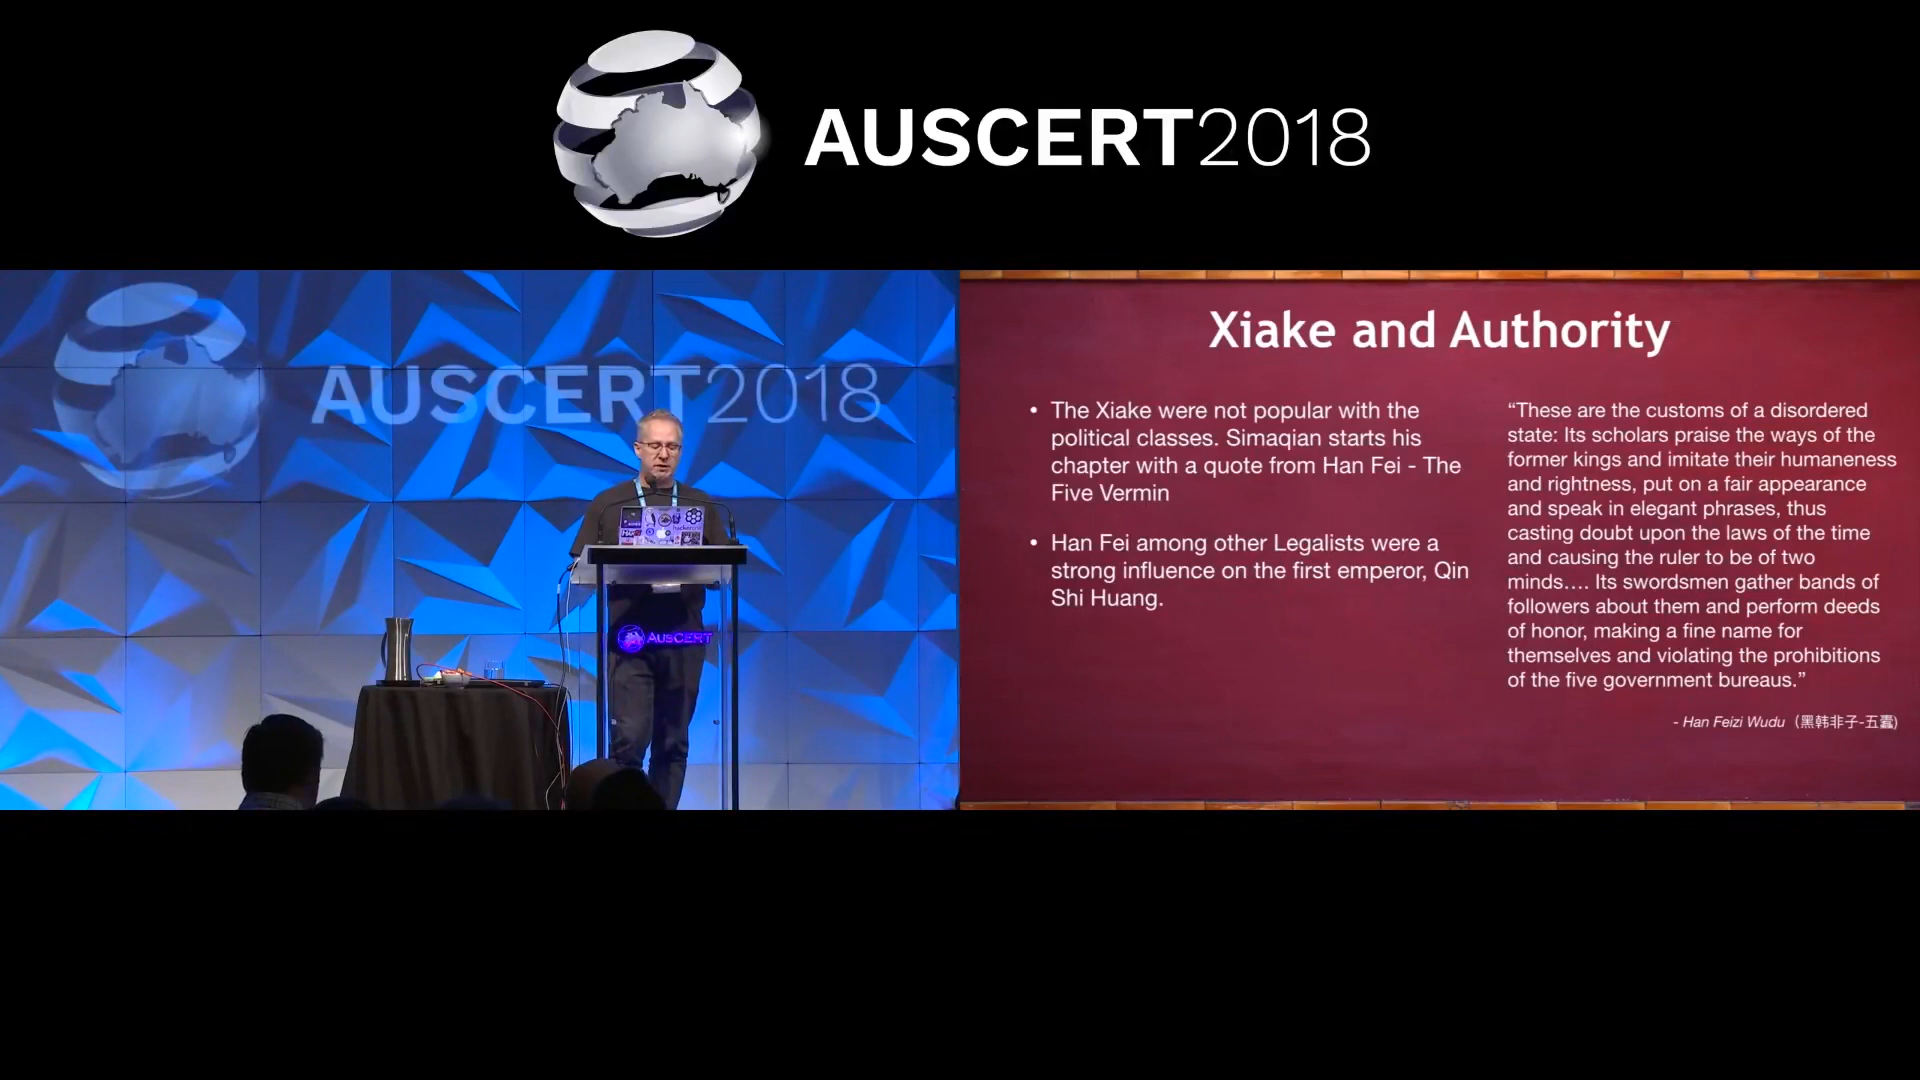 AUSCERT2018
AUSCERT2018
hackerone
AUSCERT
Xiake and Authority
• The Xiake were not popular with the
political classes. Simaqian starts his
chapter with a quote from Han Fei - The
Five Vermin
• Han Fei among other Legalists were a
strong influence on the first emperor, Qin
Shi Huang.
“These are the customs of a disordered
state: Its scholars praise the ways of the
former kings and imitate their humaneness
and rightness, put on a fair appearance
and speak in elegant phrases, thus
casting doubt upon the laws of the time
and causing the ruler to be of two
minds…. Its swordsmen gather bands of
followers about them and perform deeds
of honor, making a fine name for
themselves and violating the prohibitions
of the five government bureaus.”
- Han Feizi Wudu（黑韩非子-五蠹)